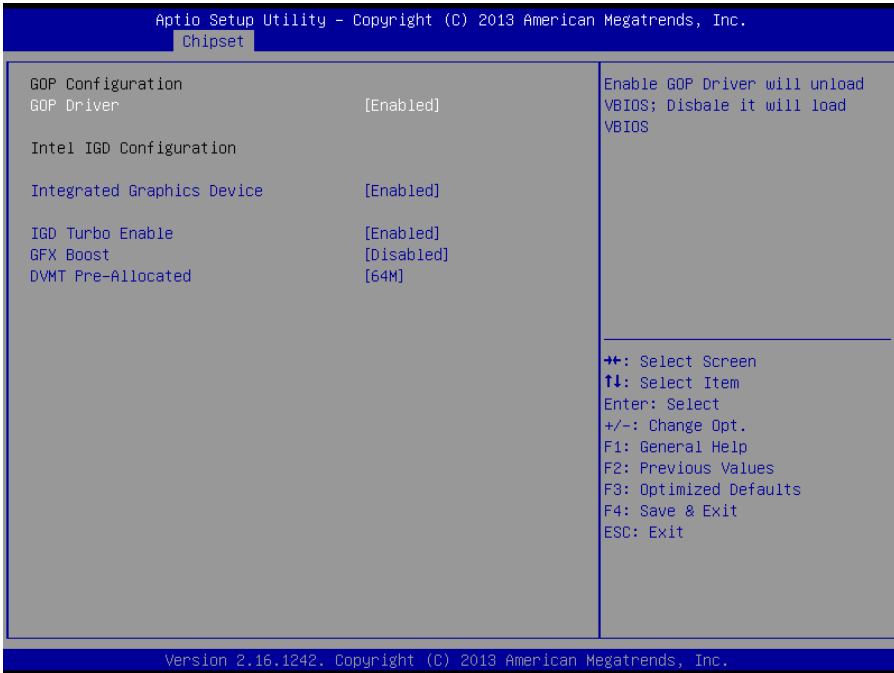 Aptio Setup Utility – Copyright (C) 2013 American Megatrends, Inc.
Chipset
GOP Configuration
GOP Driver [Enabled]
Intel IGD Configuration
Integrated Graphics Device [Enabled]
IGD Turbo Enable [Enabled]
GFX Boost [Disabled]
DVMT Pre-Allocated [64M]
Enable GOP Driver will unload
VBIOS; Disbale it will load
VBIOS
→←: Select Screen
↑↓: Select Item
Enter: Select
+/-: Change Opt.
F1: General Help
F2: Previous Values
F3: Optimized Defaults
F4: Save & Exit
ESC: Exit
Version 2.16.1242. Copyright (C) 2013 American Megatrends, Inc.